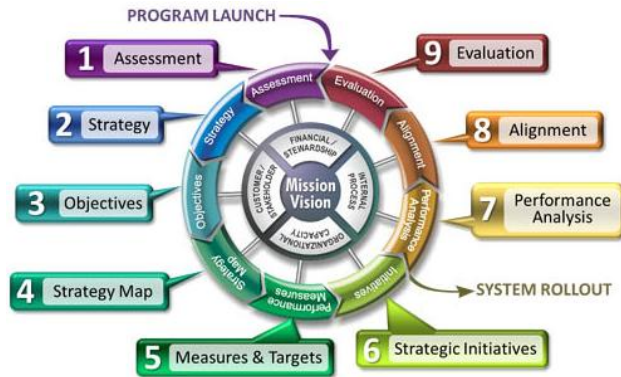 PROGRAM LAUNCH
1 Assessment
2 Strategy
3 Objectives
4 Strategy Map
5 Measures & Targets
6 Strategic Initiatives
7 Performance
Analysis
8 Alignment
9 Evaluation
SYSTEM ROLLOUT
Assessment
Strategy
Objectives
Strategy
Map
Performance
Measures
Initiatives
Performance
Analysis
Alignment
Evaluation
FINANCIAL/
STEWARDSHIP
CUSTOMER/
STAKEHOLDER
INTERNAL
PROCESS
ORGANIZATIONAL
CAPACITY
Mission
Vision